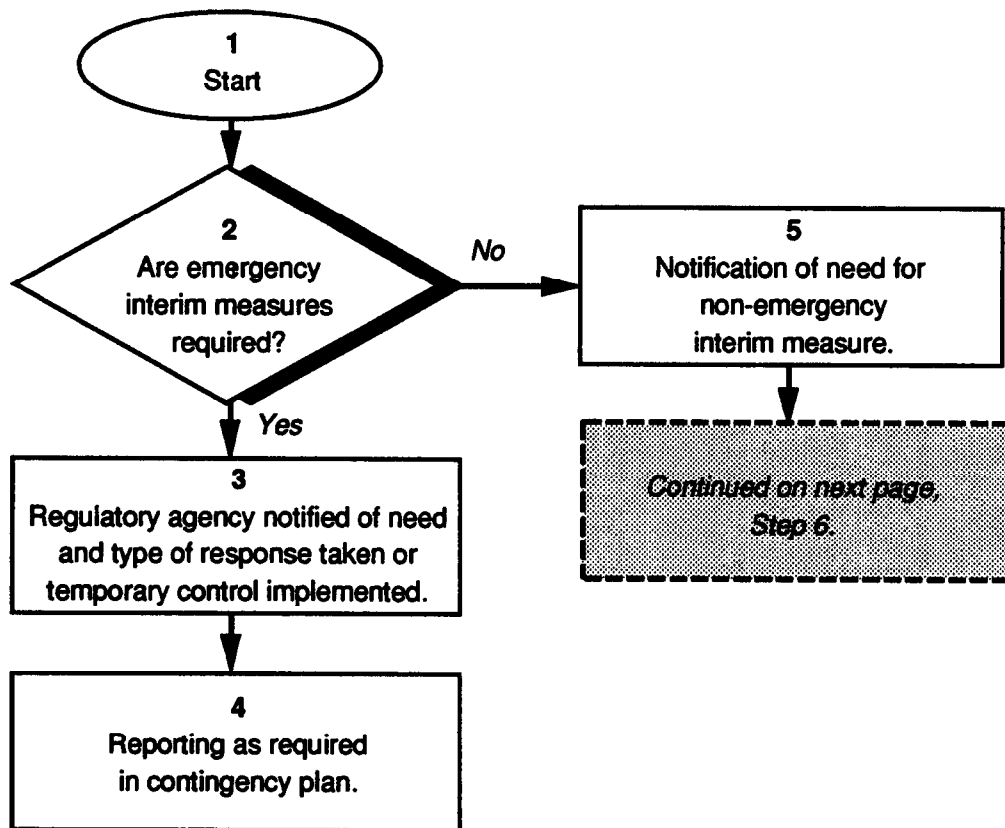 1
Start
2
Are emergency
interim measures
required?
No
Yes
5
Notification of need for
non-emergency
interim measure.
Continued on next page,
Step 6.
3
Regulatory agency notified of need
and type of response taken or
temporary control implemented.
4
Reporting as required
in contingency plan.